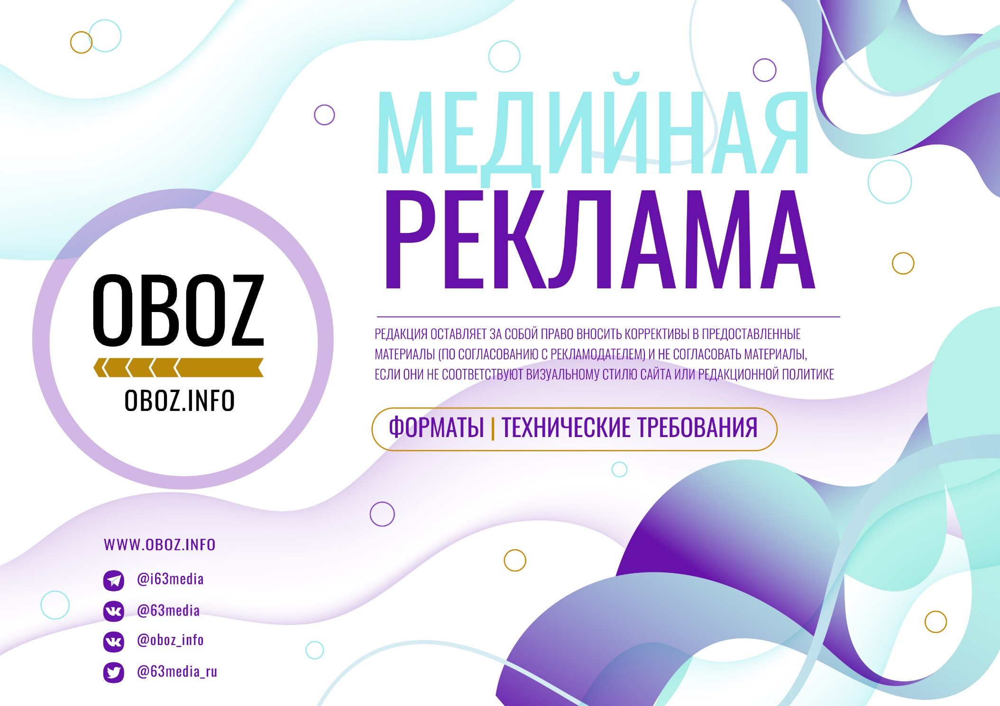 МЕДИЙНАЯ
РЕКЛАМА
РЕДАКЦИЯ ОСТАВЛЯЕТ ЗА СОБОЙ ПРАВО ВНОСИТЬ КОРРЕКТИВЫ В ПРЕДОСТАВЛЕННЫЕ
МАТЕРИАЛЫ (ПО СОГЛАСОВАНИЮ С РЕКЛАМОДАТЕЛЕМ) И НЕ СОГЛАСОВАТЬ МАТЕРИАЛЫ,
ЕСЛИ ОНИ НЕ СООТВЕТСТВУЮТ ВИЗУАЛЬНОМУ СТИЛЮ САЙТА ИЛИ РЕДАКЦИОННОЙ ПОЛИТИКЕ
ФОРМАТЫ | ТЕХНИЧЕСКИЕ ТРЕБОВАНИЯ
OBOZ
OBOZ.INFO
WWW.OBOZ.INFO
@i63media
@63media
@oboz_info
@63media_ru